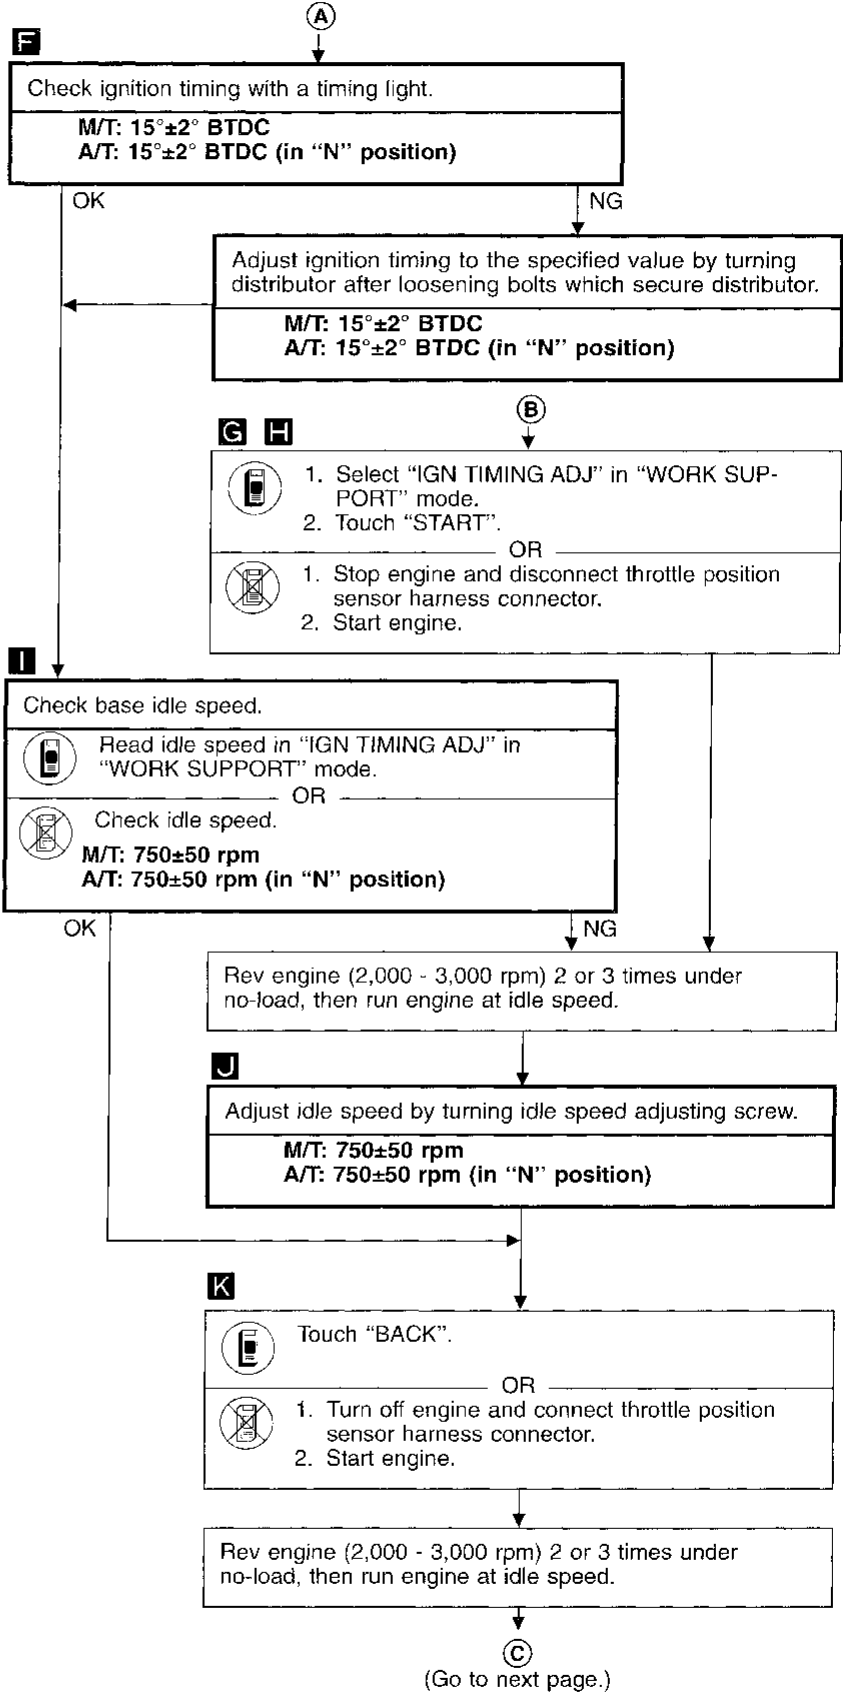 A
F
Check ignition timing with a timing light.
M/T: 15°±2° BTDC
A/T: 15°±2° BTDC (in “N” position)
OK
NG
Adjust ignition timing to the specified value by turning
distributor after loosening bolts which secure distributor.
M/T: 15°±2° BTDC
A/T: 15°±2° BTDC (in “N” position)
B
G H
1. Select “IGN TIMING ADJ” in “WORK SUP-
PORT” mode.
2. Touch “START”.
OR
1. Stop engine and disconnect throttle position
sensor harness connector.
2. Start engine.
I
Check base idle speed.
Read idle speed in “IGN TIMING ADJ” in
“WORK SUPPORT” mode.
OR
Check idle speed.
M/T: 750±50 rpm
A/T: 750±50 rpm (in “N” position)
OK
NG
Rev engine (2,000 - 3,000 rpm) 2 or 3 times under
no-load, then run engine at idle speed.
J
Adjust idle speed by turning idle speed adjusting screw.
M/T: 750±50 rpm
A/T: 750±50 rpm (in “N” position)
K
Touch “BACK”.
OR
1. Turn off engine and connect throttle position
sensor harness connector.
2. Start engine.
Rev engine (2,000 - 3,000 rpm) 2 or 3 times under
no-load, then run engine at idle speed.
C
(Go to next page.)